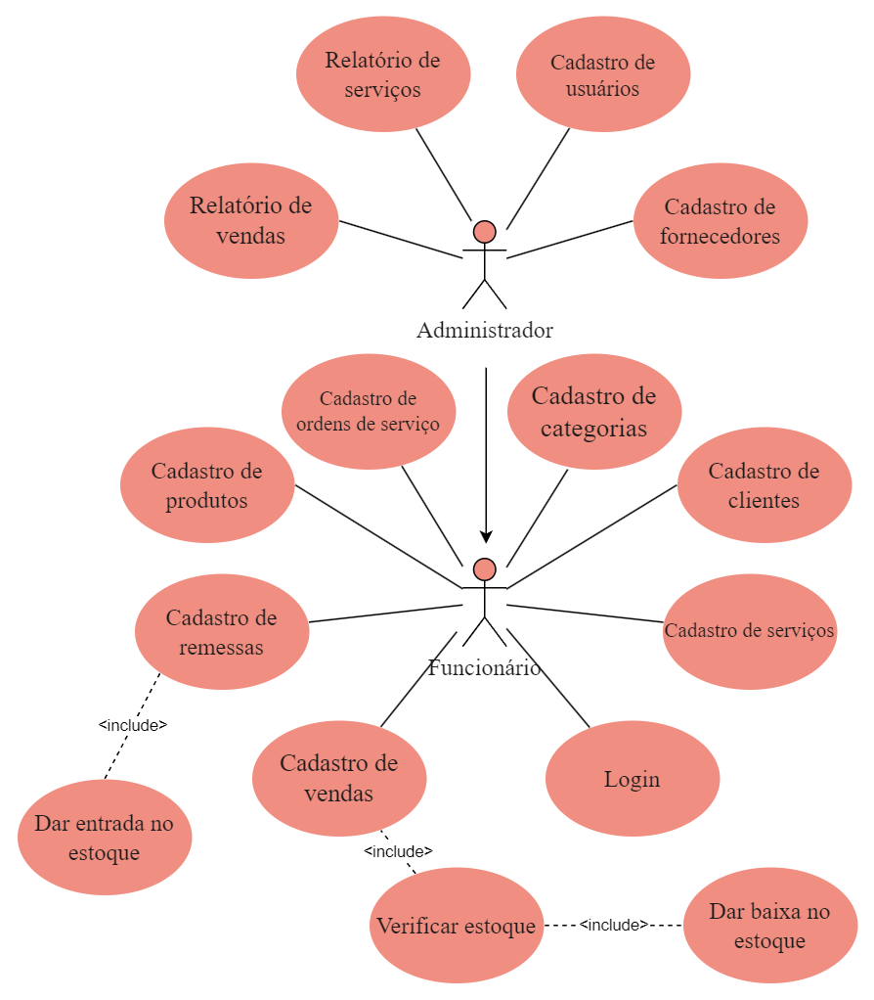 Relatório de
serviços
Cadastro de
usuários
Relatório de
vendas
Cadastro de
fornecedores
Administrador
Cadastro de
ordens de serviço
Cadastro de
categorias
Cadastro de
produtos
Cadastro de
clientes
Cadastro de
remessas
Cadastro de serviços
Funcionário
<include>
Cadastro de
vendas
Login
Dar entrada no
estoque
<include>
Verificar estoque
<include>
Dar baixa no
estoque